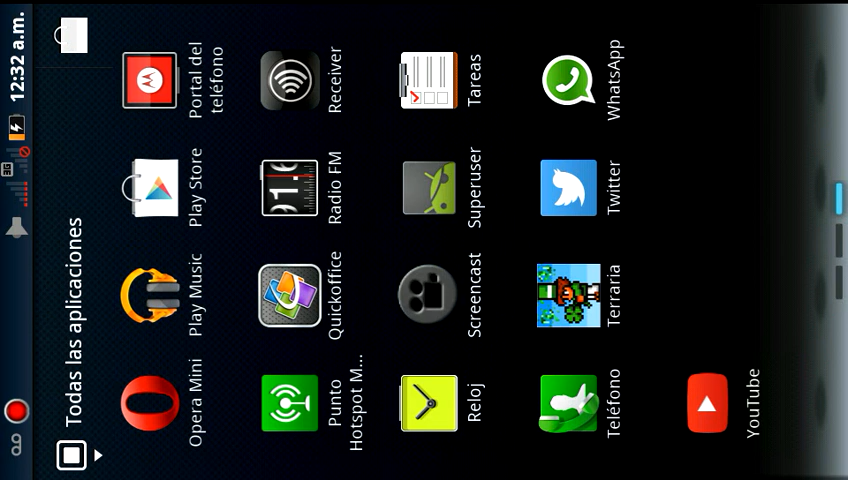 12:32 a.m.
3G
Todas las aplicaciones
Opera Mini
Play Music
Play Store
Portal del
teléfono
Punto
Hotspot M...
Quickoffice
Radio FM
Receiver
Reloj
Screencast
Superuser
Tareas
Teléfono
Terraria
Twitter
WhatsApp
YouTube